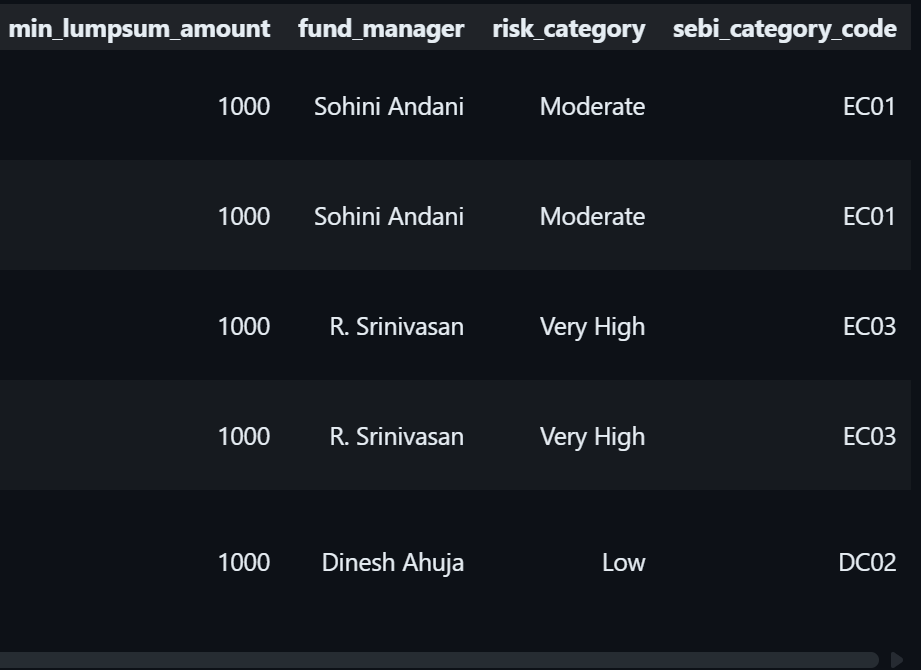 min_lumpsum_amount fund_manager risk_category sebi_category_code
1000 Sohini Andani Moderate EC01
1000 Sohini Andani Moderate EC01
1000 R. Srinivasan Very High EC03
1000 R. Srinivasan Very High EC03
1000 Dinesh Ahuja Low DC02